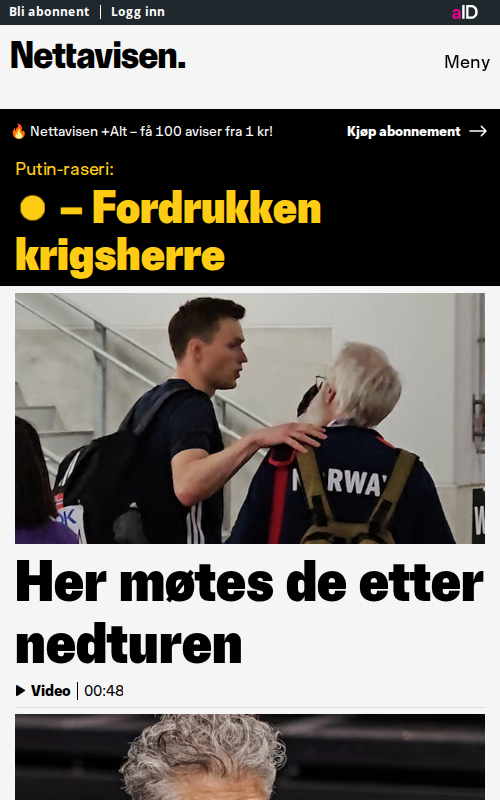 Bli abonnent
Logg inn
aID
Nettavisen.
Meny
🔥 Nettavisen +Alt – få 100 aviser fra 1 kr!
Kjøp abonnement →
Putin-raseri:
– Fordrukken
krigsherre
Her møtes de etter
nedturen
Video
00:48